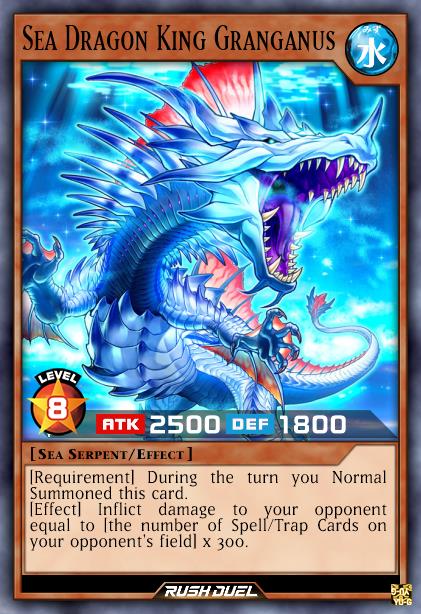 Sea Dragon King Granganus
みず
水
LEVEL
8
ATK 2500 DEF 1800
[Sea Serpent/Effect]
[Requirement] During the turn you Normal
Summoned this card.
[Effect] Inflict damage to your opponent
equal to [the number of Spell/Trap Cards on
your opponent's field] x 300.
RUSH DUEL